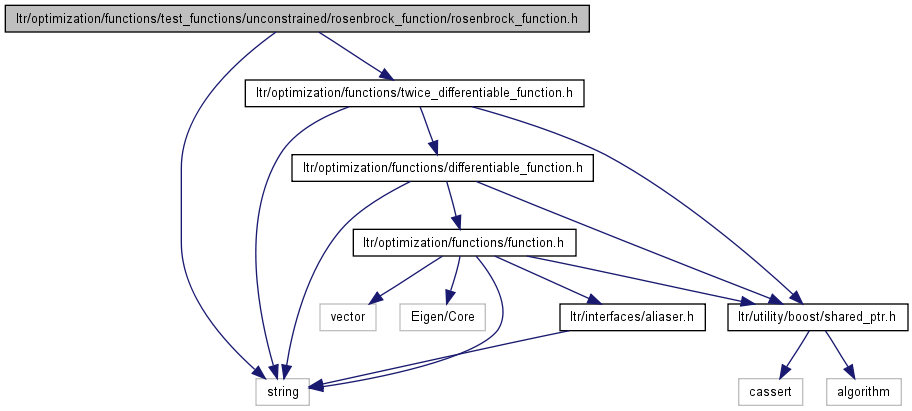 ltr/optimization/functions/test_functions/unconstrained/rosenbrock_function/rosenbrock_function.h
ltr/optimization/functions/twice_differentiable_function.h
ltr/optimization/functions/differentiable_function.h
ltr/optimization/functions/function.h
vector
Eigen/Core
ltr/interfaces/aliaser.h
ltr/utility/boost/shared_ptr.h
string
cassert
algorithm